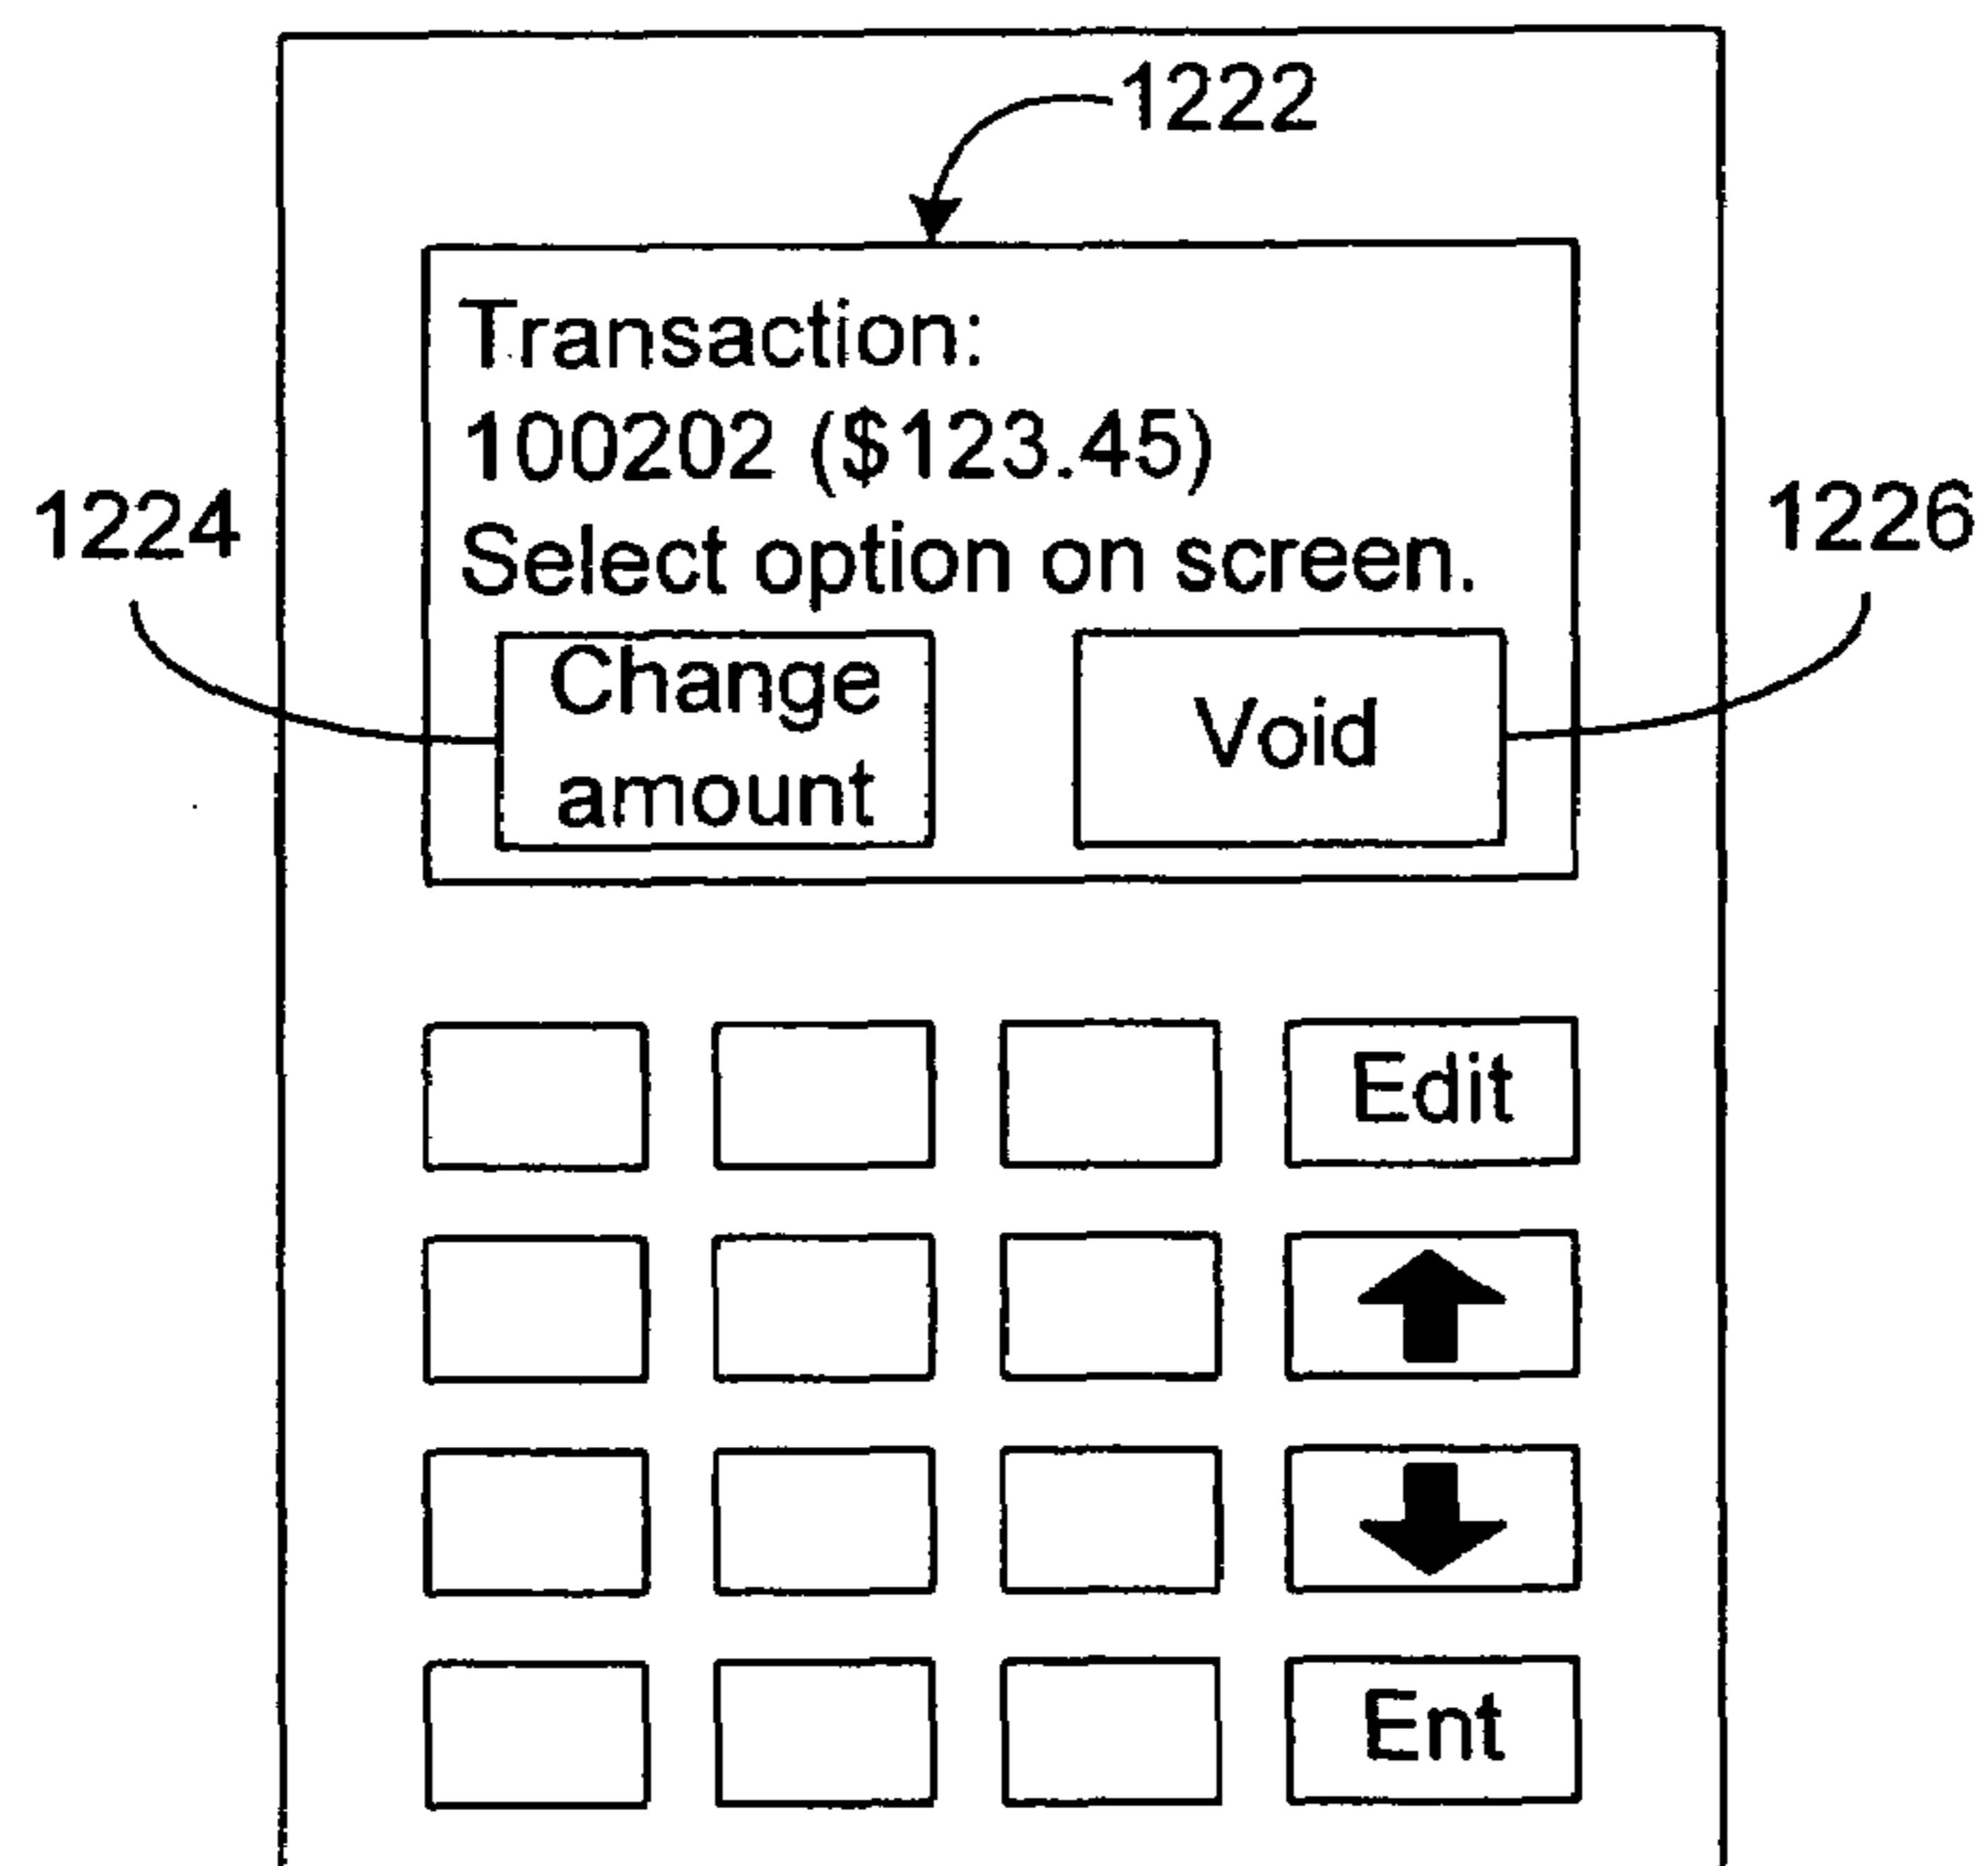 1222
Transaction:
100202 ($123.45)
1224
1226
Select option on screen.
Change
amount
Void
Edit
Ent